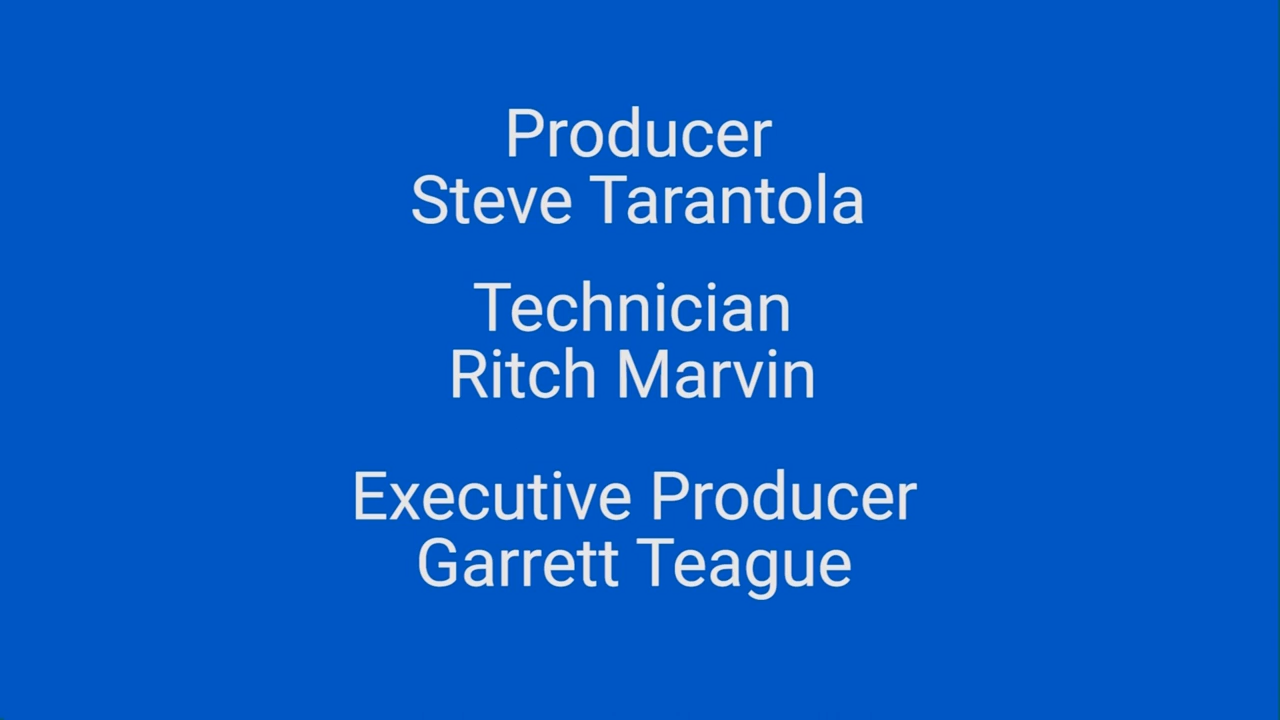 Producer
Steve Tarantola
Technician
Ritch Marvin
Executive Producer
Garrett Teague